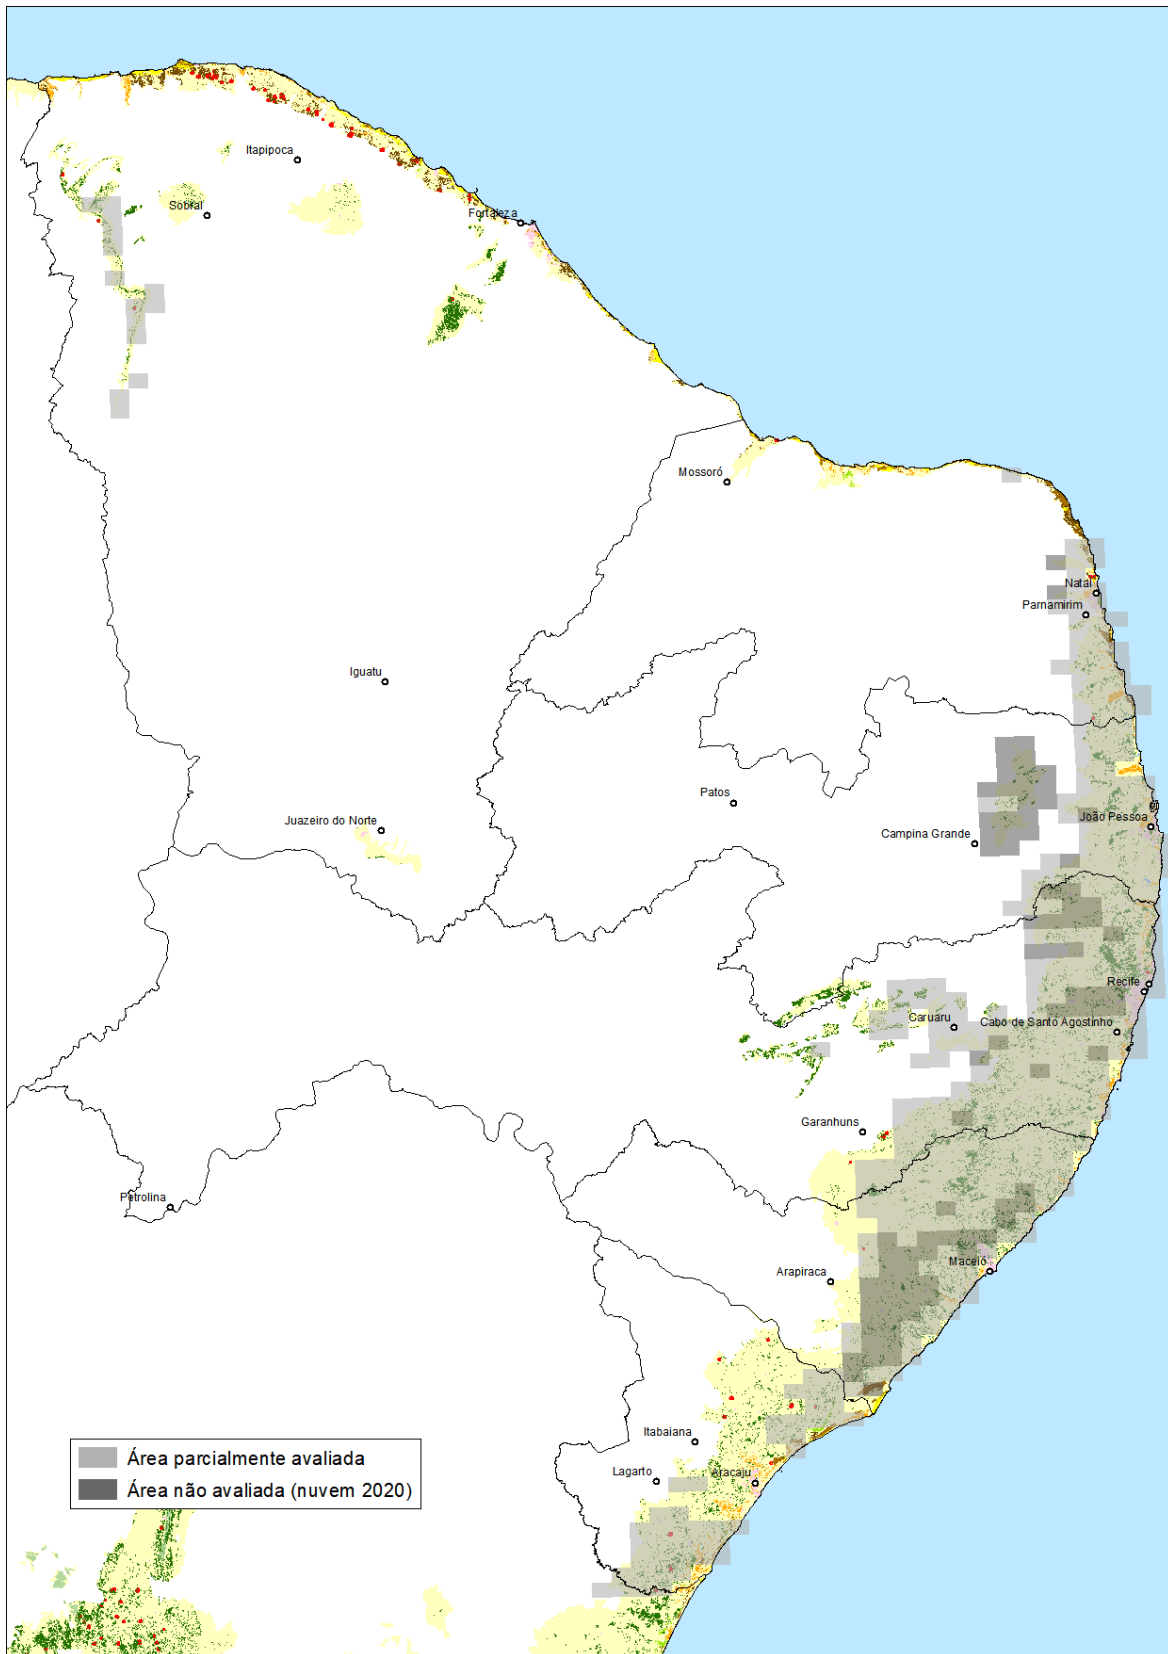 Itapipoca
Sobral
Fortaleza
Mossoró
Natal
Parnamirim
Iguatu
Patos
Juazeiro do Norte
João Pessoa
Campina Grande
Recife
Caruaru
Cabo de Santo Agostinho
Garanhuns
Petrolina
Maceió
Arapiraca
Itabaiana
Lagarto
Aracaju
Área parcialmente avaliada
Área não avaliada (nuvem 2020)